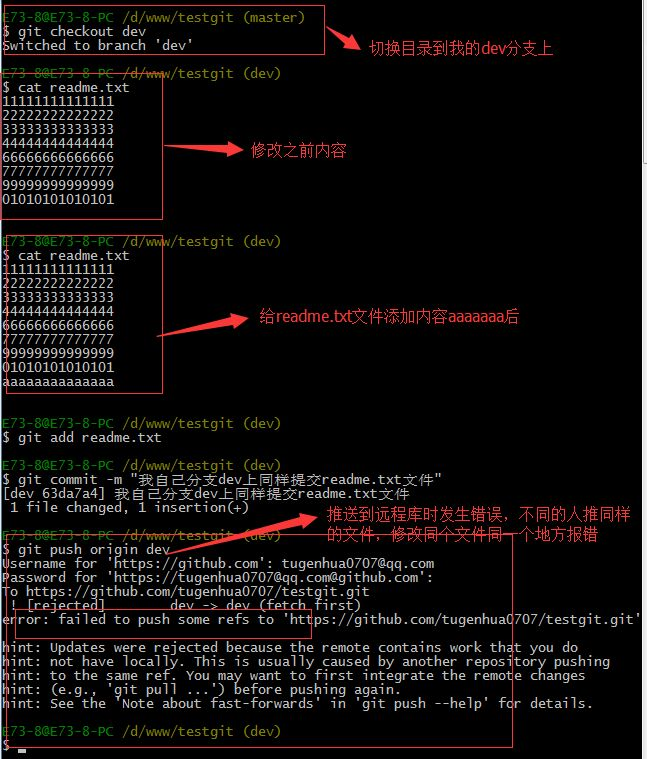 E73-8@E73-8-PC /d/www/testgit (master)
$ git checkout dev
Switched to branch 'dev'
切换目录到我的dev分支上
E73-8@E73-8-PC /d/www/testgit (dev)
$ cat readme.txt
11111111111111
22222222222222
33333333333333
44444444444444
66666666666666
77777777777777
99999999999999
01010101010101
修改之前内容
E73-8@E73-8-PC /d/www/testgit (dev)
$ cat readme.txt
11111111111111
22222222222222
33333333333333
44444444444444
66666666666666
77777777777777
99999999999999
01010101010101
aaaaaaaaaaaaaa
给readme.txt文件添加内容aaaaaaa后
E73-8@E73-8-PC /d/www/testgit (dev)
$ git add readme.txt
E73-8@E73-8-PC /d/www/testgit (dev)
$ git commit -m "我自己分支dev上同样提交readme.txt文件"
[dev 63da7a4] 我自己分支dev上同样提交readme.txt文件
1 file changed, 1 insertion(+)
推送到远程库时发生错误，不同的人推同样
的文件，修改同个文件同一个地方报错
E73-8@E73-8-PC /d/www/testgit (dev)
$ git push origin dev
Username for 'https://github.com': tugenhua0707@qq.com
Password for 'https://tugenhua0707@qq.com@github.com':
To https://github.com/tugenhua0707/testgit.git
! [rejected]        dev -> dev (fetch first)
error: failed to push some refs to 'https://github.com/tugenhua0707/testgit.git'
hint: Updates were rejected because the remote contains work that you do
hint: not have locally. This is usually caused by another repository pushing
hint: to the same ref. You may want to first integrate the remote changes
hint: (e.g., 'git pull ...') before pushing again.
hint: See the 'Note about fast-forwards' in 'git push --help' for details.
E73-8@E73-8-PC /d/www/testgit (dev)
$